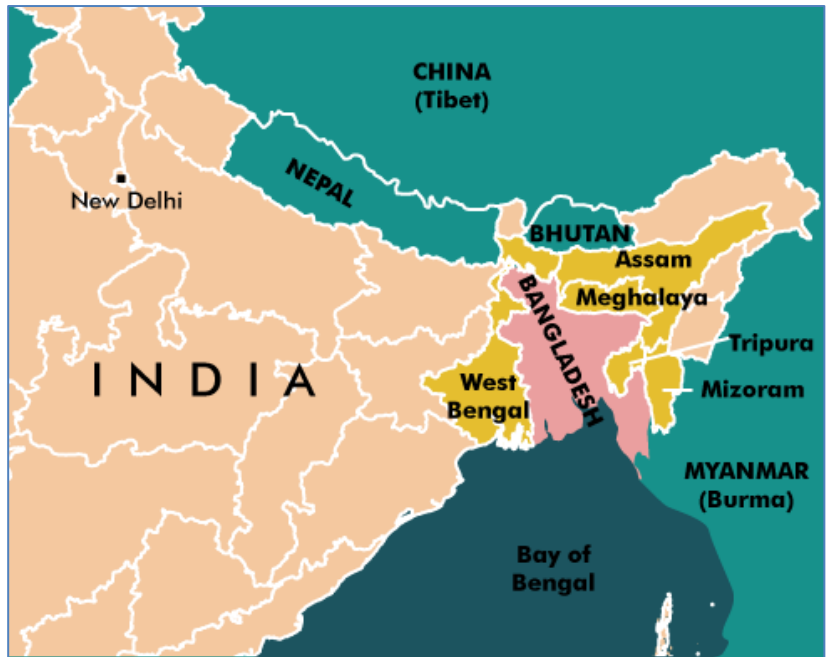 CHINA
(Tibet)
NEPAL
New Delhi
BHUTAN
Assam
Meghalaya
BANGLADESH
Tripura
INDIA
West
Bengal
Mizoram
MYANMAR
(Burma)
Bay of
Bengal